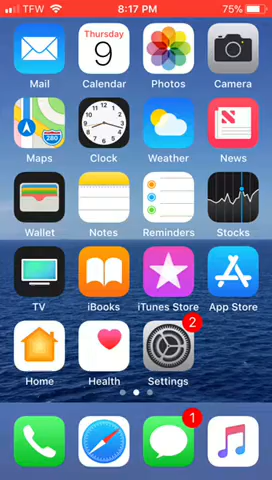 TFW 8:17 PM 75%
Thursday
9
Mail Calendar Photos Camera
280
Maps Clock Weather News
Wallet Notes Reminders Stocks
tv
TV iBooks iTunes Store App Store
2
Home Health Settings
1